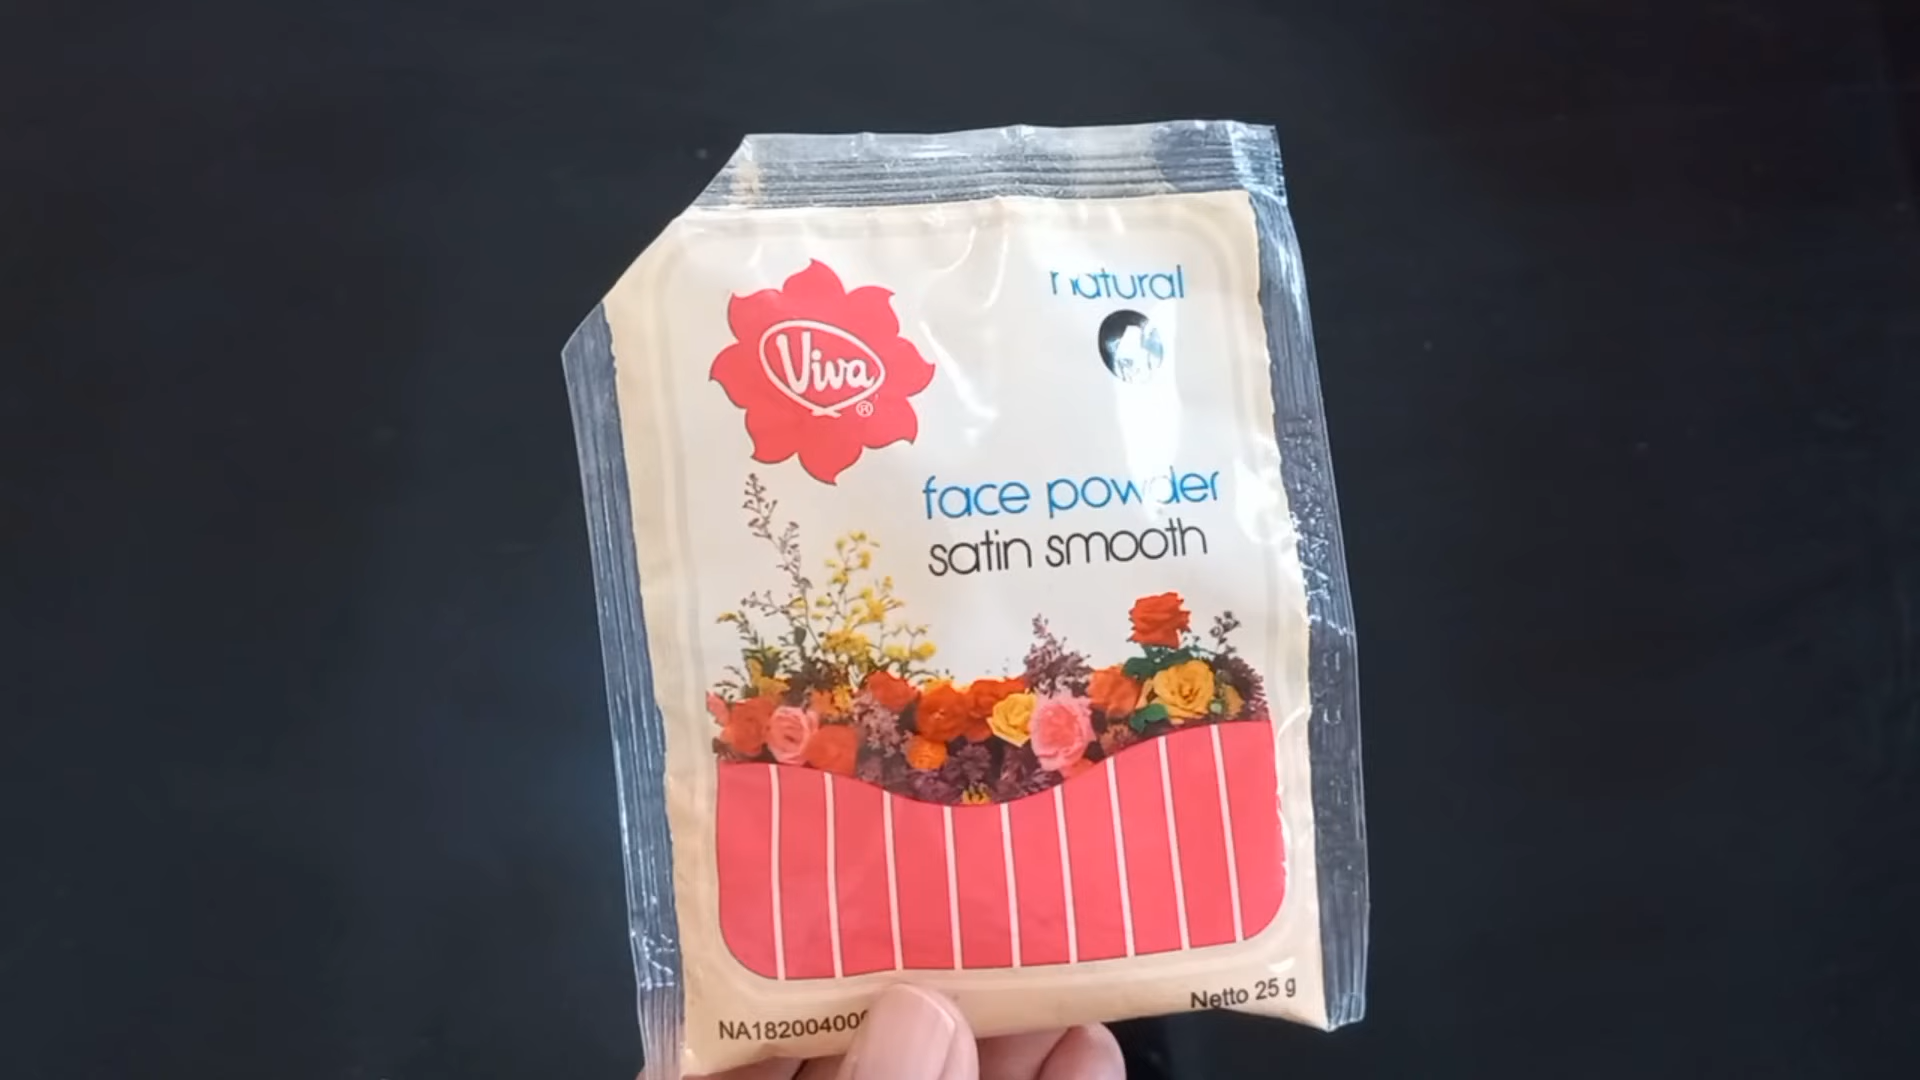 natural
Viva
®
face powder
satin smooth
Netto 25 g